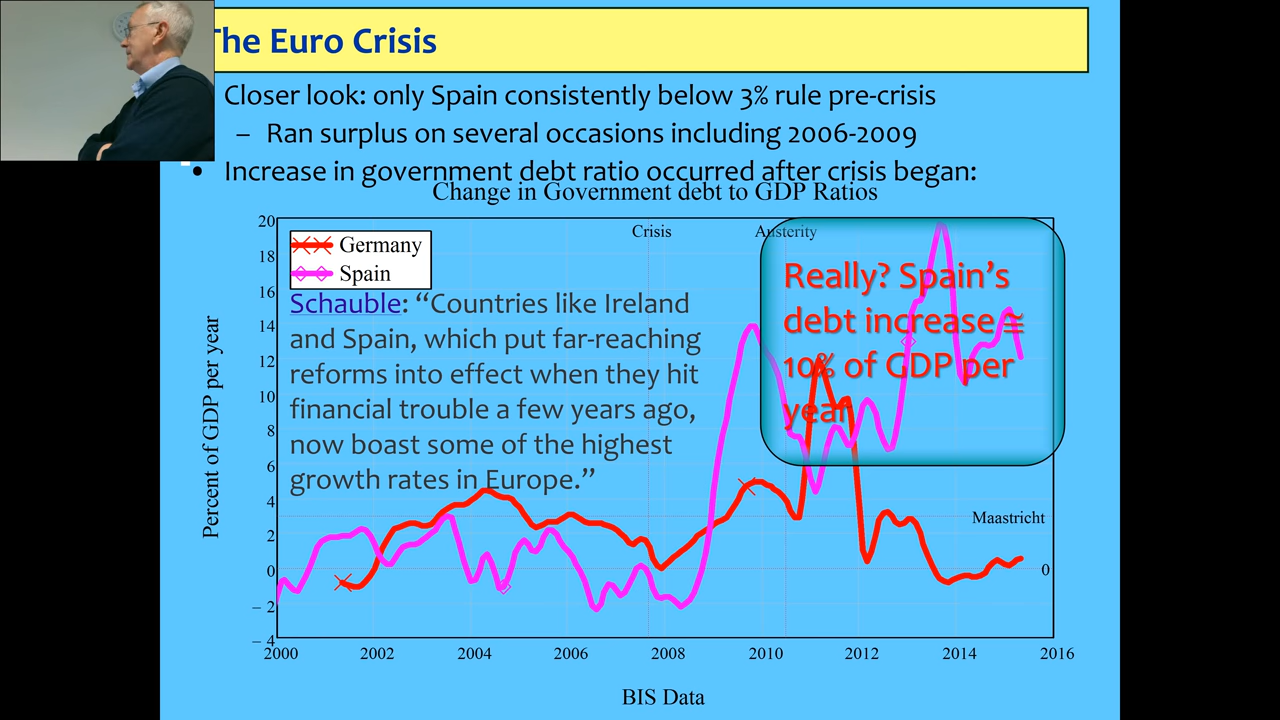 The Euro Crisis
Closer look: only Spain consistently below 3% rule pre-crisis
– Ran surplus on several occasions including 2006-2009
• Increase in government debt ratio occurred after crisis began:
Change in Government debt to GDP Ratios
Crisis
Austerity
Germany
Spain
Schauble: “Countries like Ireland
and Spain, which put far-reaching
reforms into effect when they hit
financial trouble a few years ago,
now boast some of the highest
growth rates in Europe.”
Really? Spain’s
debt increase ≅
10% of GDP per
year
Maastricht
0
Percent of GDP per year
20
18
16
14
12
10
8
6
4
2
0
– 2
– 4
2000 2002 2004 2006 2008 2010 2012 2014 2016
BIS Data